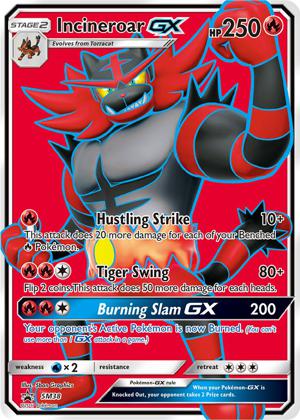 STAGE 2 Incineroar GX HP 250
Evolves from Torracat
Hustling Strike 10+
This attack does 20 more damage for each of your Benched
Pokémon.
Tiger Swing 80+
Flip 2 coins. This attack does 50 more damage for each heads.
Burning Slam GX 200
Your opponent's Active Pokémon is now Burned. (You can't
use more than 1 GX attack in a game.)
weakness ×2 resistance retreat
Illus. 5ban Graphics
SM38
Pokémon-GX rule
When your Pokémon-GX is
Knocked Out, your opponent takes 2 Prize cards.